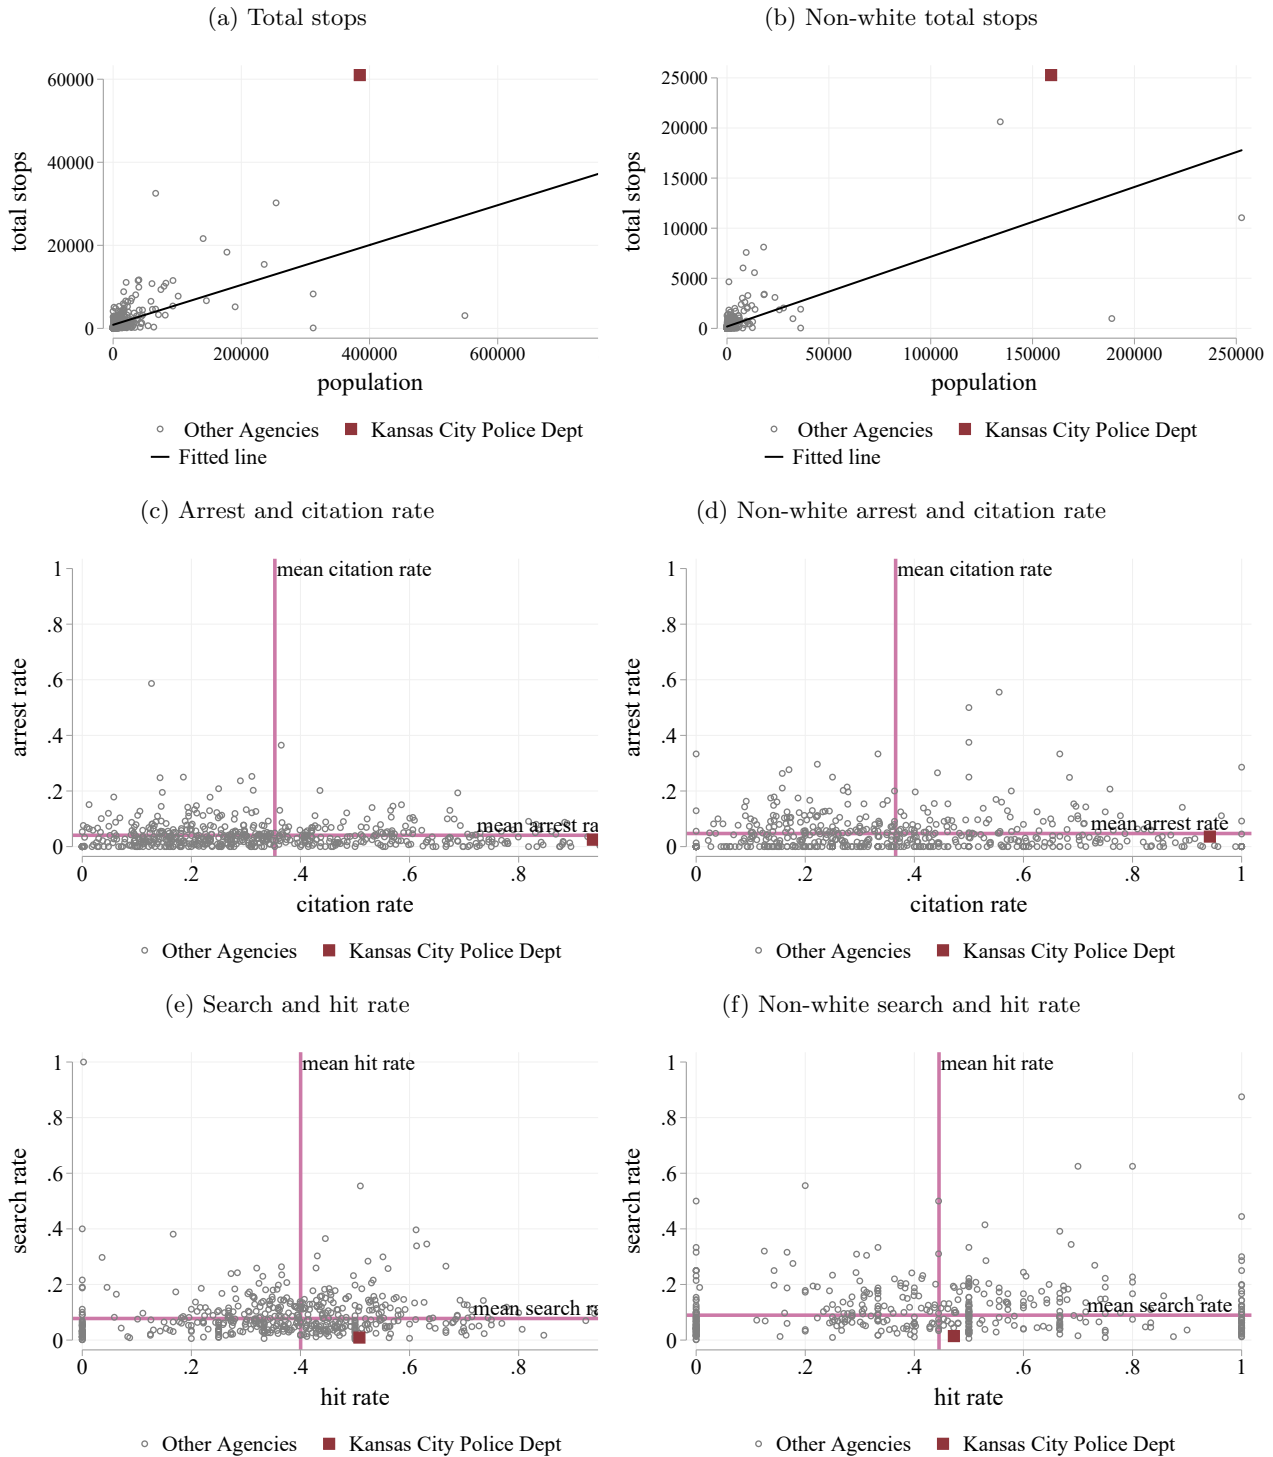 (a) Total stops
(b) Non-white total stops
total stops
60000
40000
20000
0
0 200000 400000 600000
population
Other Agencies Kansas City Police Dept
Fitted line
total stops
25000
20000
15000
10000
5000
0
0 50000 100000 150000 200000 250000
population
Other Agencies Kansas City Police Dept
Fitted line
(c) Arrest and citation rate
(d) Non-white arrest and citation rate
arrest rate
1
.8
.6
.4
.2
0
mean citation rate
mean arrest ra
0 .2 .4 .6 .8
citation rate
Other Agencies Kansas City Police Dept
arrest rate
1
.8
.6
.4
.2
0
mean citation rate
mean arrest rate
0 .2 .4 .6 .8 1
citation rate
Other Agencies Kansas City Police Dept
(e) Search and hit rate
(f) Non-white search and hit rate
search rate
1
.8
.6
.4
.2
0
mean hit rate
mean search ra
0 .2 .4 .6 .8
hit rate
Other Agencies Kansas City Police Dept
search rate
1
.8
.6
.4
.2
0
mean hit rate
mean search rate
0 .2 .4 .6 .8 1
hit rate
Other Agencies Kansas City Police Dept